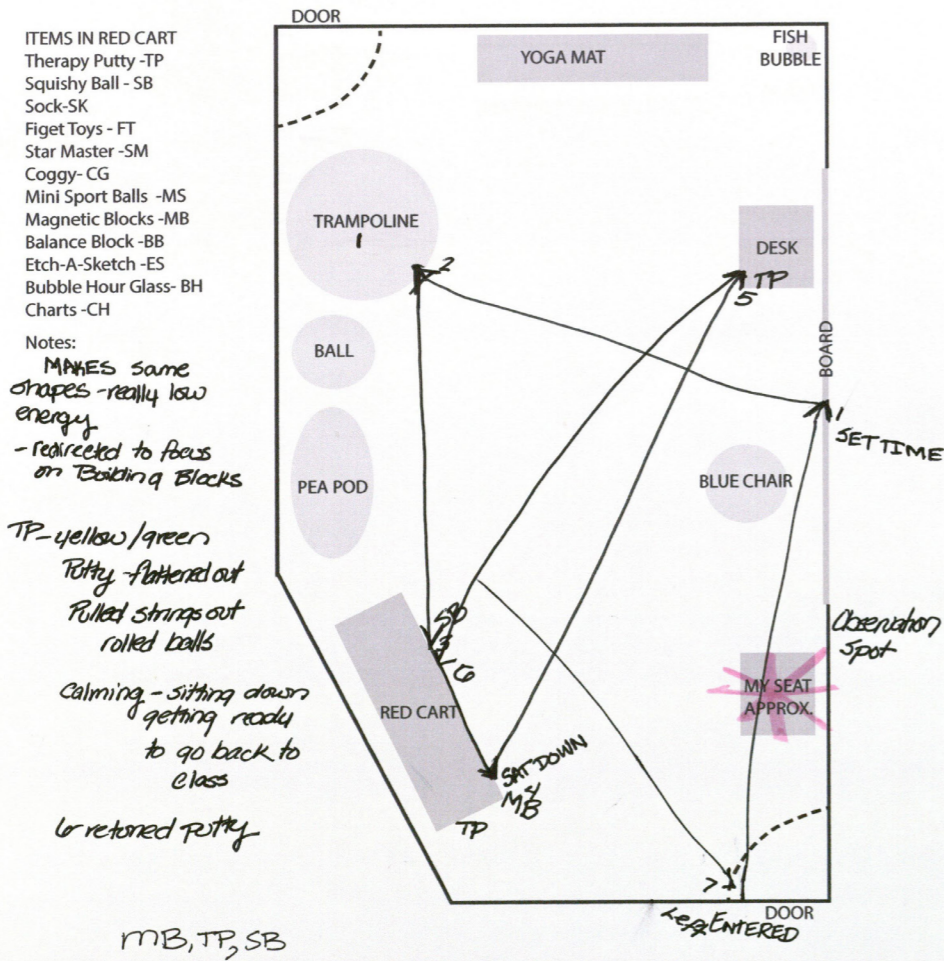 DOOR
ITEMS IN RED CART
Therapy Putty -TP
Squishy Ball - SB
Sock-SK
Figet Toys - FT
Star Master -SM
Coggy- CG
Mini Sport Balls -MS
Magnetic Blocks -MB
Balance Block -BB
Etch-A-Sketch -ES
Bubble Hour Glass- BH
Charts -CH
Notes:
MAKES same
shapes - really low
energy
- redirected to focus
on Building Blocks
TP - yellow/green
Putty - flattened out
Pulled strings out
rolled balls
Calming - sitting down
getting ready
to go back to
class
6 retorned putty
MB, TP, SB
YOGA MAT
FISH
BUBBLE
TRAMPOLINE
1
2
DESK
TP
5
BALL
BOARD
1
SET TIME
PEA POD
BLUE CHAIR
SB
3
6
RED CART
SAT DOWN
4
MB
TP
Observation
Spot
MY SEAT
APPROX.
7
ENTERED
DOOR